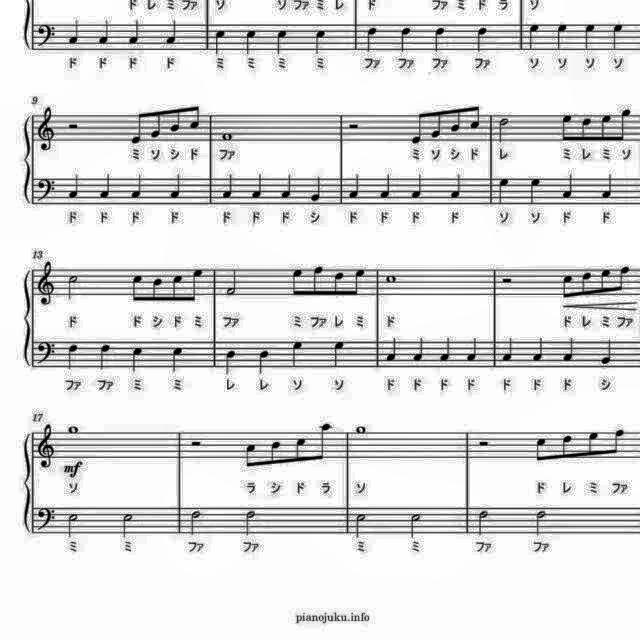 ド レ ミ ファ ソ ソ ファ ミ レ ド ファ ミ ド ラ ソ
ド ド ド ド ミ ミ ミ ミ ファ ファ ファ ファ ソ ソ ソ ソ
9
ミ ソ シ ド ファ ミ ソ シ ド レ ミ レ ミ ソ
ド ド ド ド ド ド ド シ ド ド ド ド ソ ソ ド ド
13
ド ド シ ド ミ ファ ミ ファ レ ミ ド ド レ ミ ファ
ファ ファ ミ ミ レ レ ソ ソ ド ド ド ド ド ド ド シ
17
mf
ソ ラ シ ド ラ ソ ド レ ミ ファ
ミ ミ ファ ファ ミ ミ ファ ファ
pianojuku.info